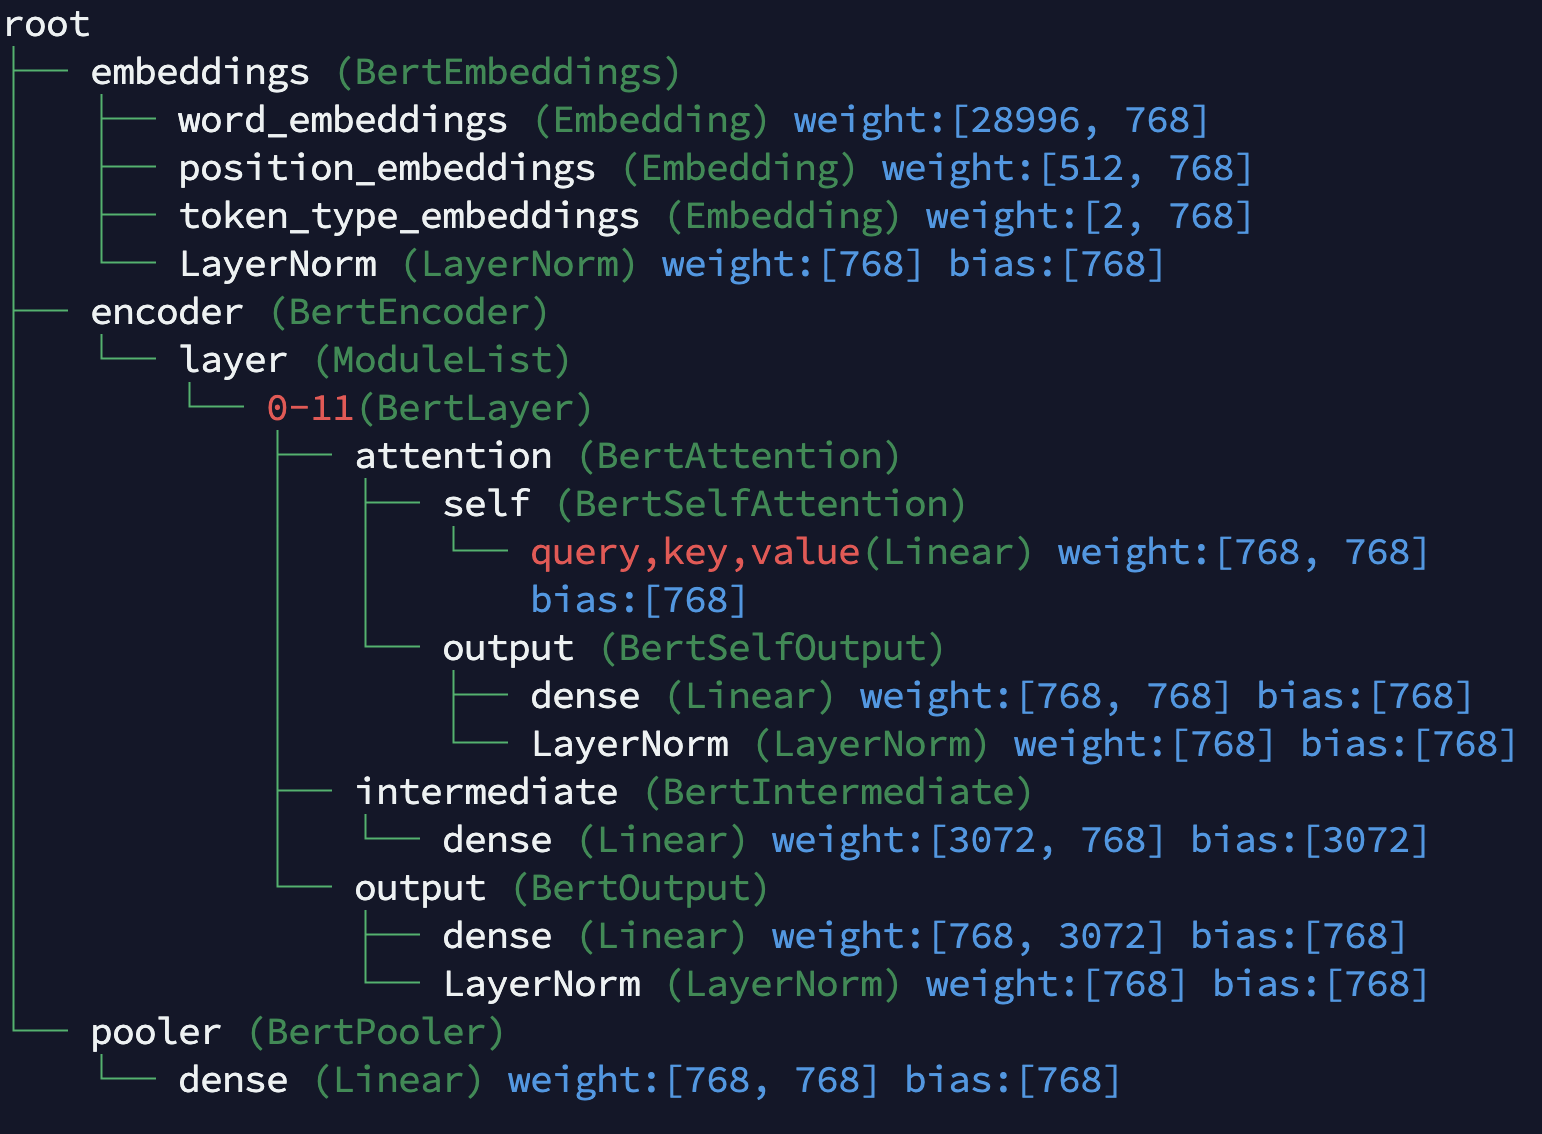 root
embeddings (BertEmbeddings)
word_embeddings (Embedding) weight:[28996, 768]
position_embeddings (Embedding) weight:[512, 768]
token_type_embeddings (Embedding) weight:[2, 768]
LayerNorm (LayerNorm) weight:[768] bias:[768]
encoder (BertEncoder)
layer (ModuleList)
0-11(BertLayer)
attention (BertAttention)
self (BertSelfAttention)
query,key,value(Linear) weight:[768, 768]
bias:[768]
output (BertSelfOutput)
dense (Linear) weight:[768, 768] bias:[768]
LayerNorm (LayerNorm) weight:[768] bias:[768]
intermediate (BertIntermediate)
dense (Linear) weight:[3072, 768] bias:[3072]
output (BertOutput)
dense (Linear) weight:[768, 3072] bias:[768]
LayerNorm (LayerNorm) weight:[768] bias:[768]
pooler (BertPooler)
dense (Linear) weight:[768, 768] bias:[768]